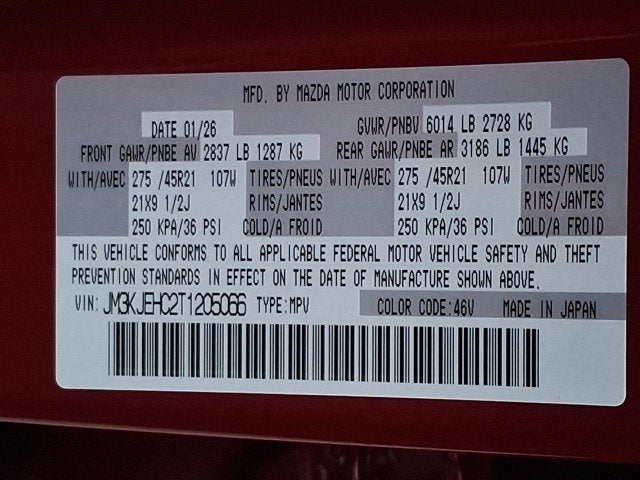 MFD. BY MAZDA MOTOR CORPORATION
DATE 01/26 GVWR/PNBV 6014 LB 2728 KG
FRONT GAWR/PNBE AV 2837 LB 1287 KG REAR GAWR/PNBE AR 3186 LB 1445 KG
WITH/AVEC 275 /45R21 107W TIRES/PNEUS WITH/AVEC 275 /45R21 107W TIRES/PNEUS
21X9 1/2J RIMS/JANTES 21X9 1/2J RIMS/JANTES
250 KPA/36 PSI COLD/A FROID 250 KPA/36 PSI COLD/A FROID
THIS VEHICLE CONFORMS TO ALL APPLICABLE FEDERAL MOTOR VEHICLE SAFETY AND THEFT
PREVENTION STANDARDS IN EFFECT ON THE DATE OF MANUFACTURE SHOWN ABOVE.
VIN: JM3KJEHC2T1205066 TYPE:MPV COLOR CODE:46V MADE IN JAPAN